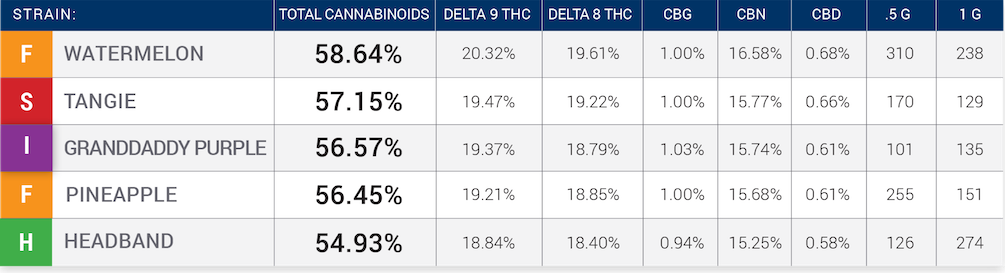 STRAIN: TOTAL CANNABINOIDS DELTA 9 THC DELTA 8 THC CBG CBN CBD .5 G 1 G
F WATERMELON 58.64% 20.32% 19.61% 1.00% 16.58% 0.68% 310 238
S TANGIE 57.15% 19.47% 19.22% 1.00% 15.77% 0.66% 170 129
I GRANDDADDY PURPLE 56.57% 19.37% 18.79% 1.03% 15.74% 0.61% 101 135
F PINEAPPLE 56.45% 19.21% 18.85% 1.00% 15.68% 0.61% 255 151
H HEADBAND 54.93% 18.84% 18.40% 0.94% 15.25% 0.58% 126 274